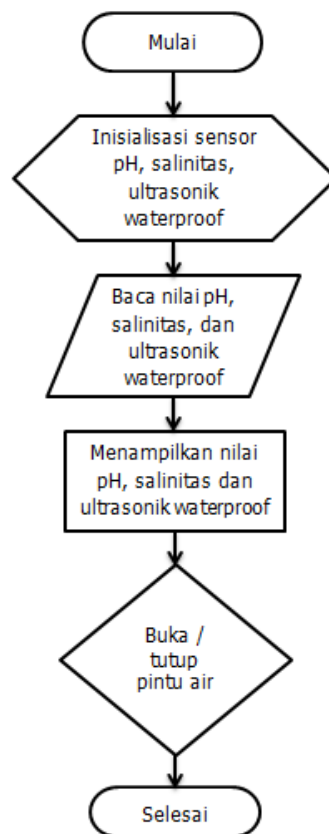 Mulai
Inisialisasi sensor
pH, salinitas,
ultrasonik
waterproof
Baca nilai pH,
salinitas, dan
ultrasonik
waterproof
Menampilkan nilai
pH, salinitas dan
ultrasonik waterproof
Buka /
tutup
pintu air
Selesai